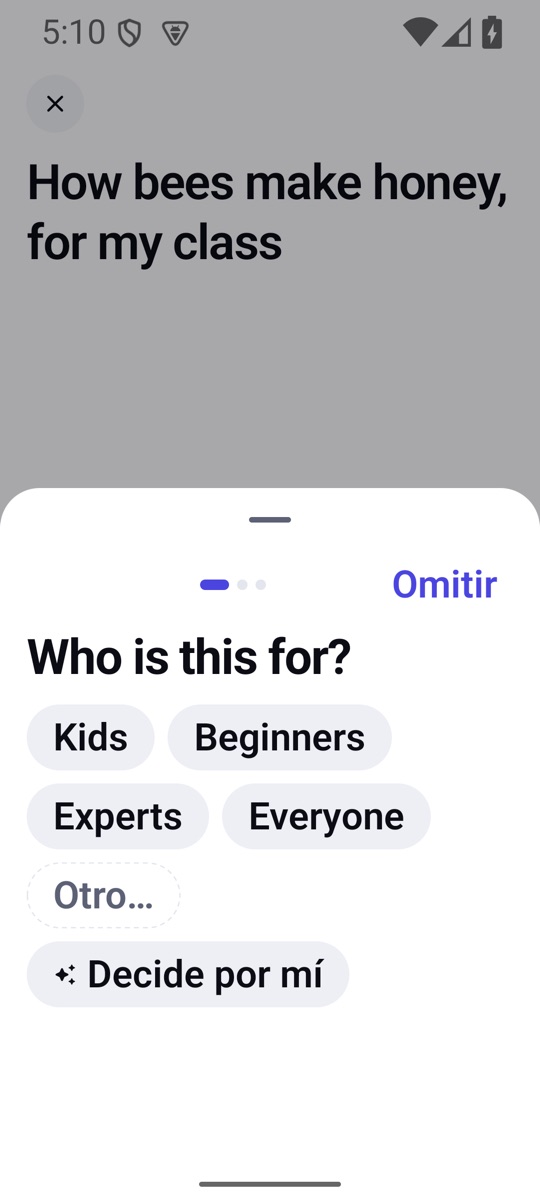 5:10
How bees make honey,
for my class
Omitir
Who is this for?
Kids
Beginners
Experts
Everyone
Otro...
Decide por mí